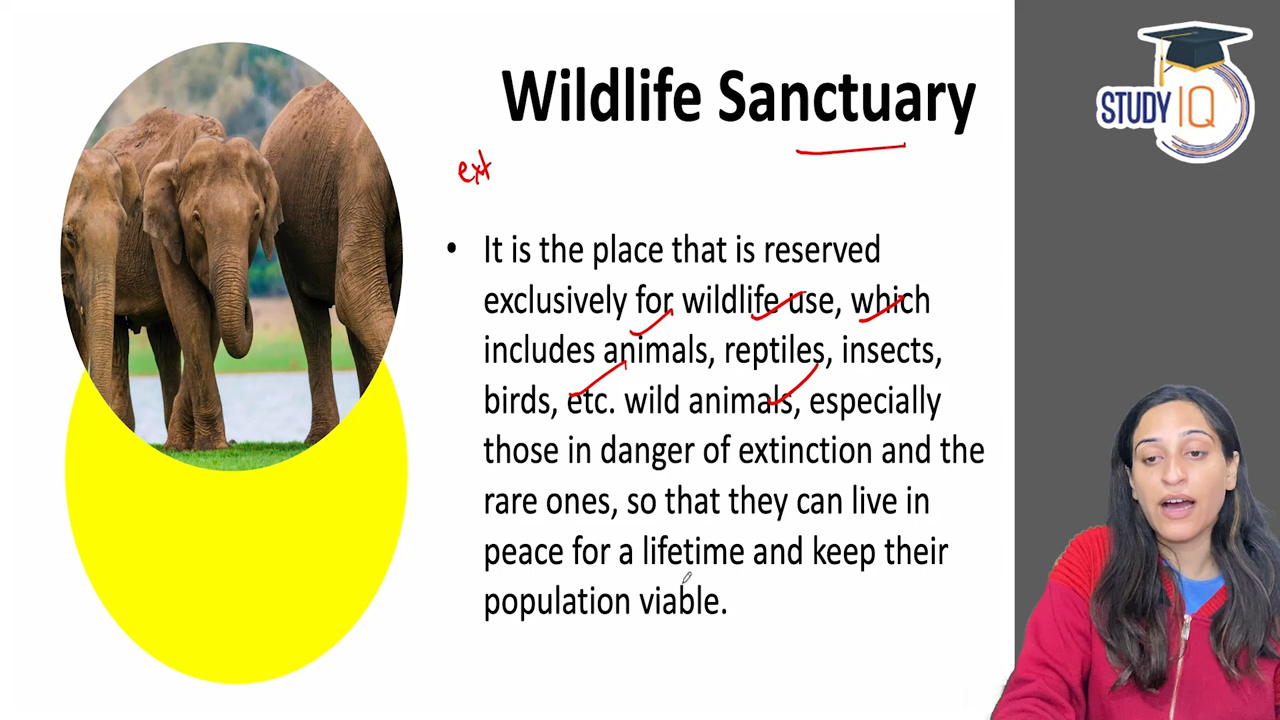 Wildlife Sanctuary
STUDY IQ
ext
• It is the place that is reserved
exclusively for wildlife use, which
includes animals, reptiles, insects,
birds, etc. wild animals, especially
those in danger of extinction and the
rare ones, so that they can live in
peace for a lifetime and keep their
population viable.